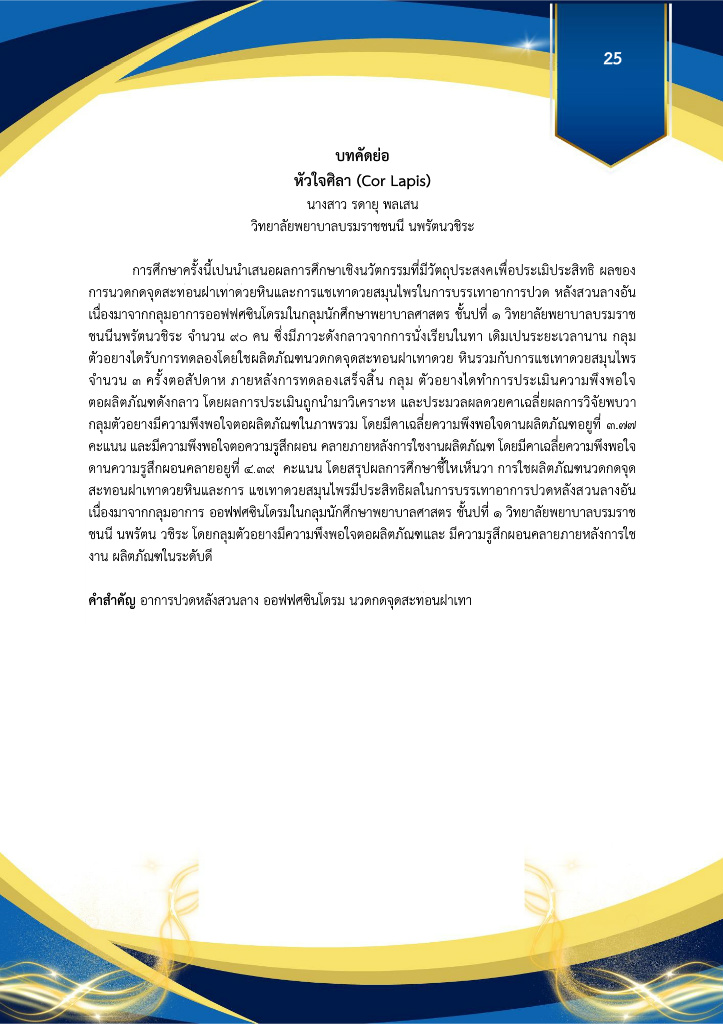 25
บทคัดย่อ
หัวใจศิลา (Cor Lapis)
นางสาว รดายุ พลเสน
วิทยาลัยพยาบาลบรมราชชนนี นพรัตนวชิระ
การศึกษาครั้งนี้เปนนําเสนอผลการศึกษาเชิงนวัตกรรมที่มีวัตถุประสงคเพื่อประเมิประสิทธิ ผลของ
การนวดกดจุดสะทอนฝาเทาดวยหินและการแชเทาดวยสมุนไพรในการบรรเทาอาการปวด หลังสวนลางอัน
เนื่องมาจากกลุมอาการออฟฟศซินโดรมในกลุมนักศึกษาพยาบาลศาสตร ชั้นปที่ ๑ วิทยาลัยพยาบาลบรมราช
ชนนีนพรัตนวชิระ จํานวน ๙๐ คน ซึ่งมีภาวะดังกลาวจากการนั่งเรียนในทา เดิมเปนระยะเวลานาน กลุม
ตัวอยางไดรับการทดลองโดยใชผลิตภัณฑนวดกดจุดสะทอนฝาเทาดวย หินรวมกับการแชเทาดวยสมุนไพร
จํานวน ๓ ครั้งตอสัปดาห ภายหลังการทดลองเสร็จสิ้น กลุม ตัวอยางไดทําการประเมินความพึงพอใจ
ตอผลิตภัณฑดังกลาว โดยผลการประเมินถูกนํามาวิเคราะห และประมวลผลดวยคาเฉลี่ยผลการวิจัยพบวา
กลุมตัวอยางมีความพึงพอใจตอผลิตภัณฑในภาพรวม โดยมีคาเฉลี่ยความพึงพอใจดานผลิตภัณฑอยูที่ ๓.๗๗
คะแนน และมีความพึงพอใจตอความรูสึกผอน คลายภายหลังการใชงานผลิตภัณฑ โดยมีคาเฉลี่ยความพึงพอใจ
ดานความรูสึกผอนคลายอยูที่ ๔.๓๙ คะแนน โดยสรุปผลการศึกษาชี้ใหเห็นวา การใชผลิตภัณฑนวดกดจุด
สะทอนฝาเทาดวยหินและการ แชเทาดวยสมุนไพรมีประสิทธิผลในการบรรเทาอาการปวดหลังสวนลางอัน
เนื่องมาจากกลุมอาการ ออฟฟศซินโดรมในกลุมนักศึกษาพยาบาลศาสตร ชั้นปที่ ๑ วิทยาลัยพยาบาลบรมราช
ชนนี นพรัตน วชิระ โดยกลุมตัวอยางมีความพึงพอใจตอผลิตภัณฑและ มีความรูสึกผอนคลายภายหลังการใช
งาน ผลิตภัณฑในระดับดี
คําสําคัญ อาการปวดหลังสวนลาง ออฟฟศซินโดรม นวดกดจุดสะทอนฝาเทา